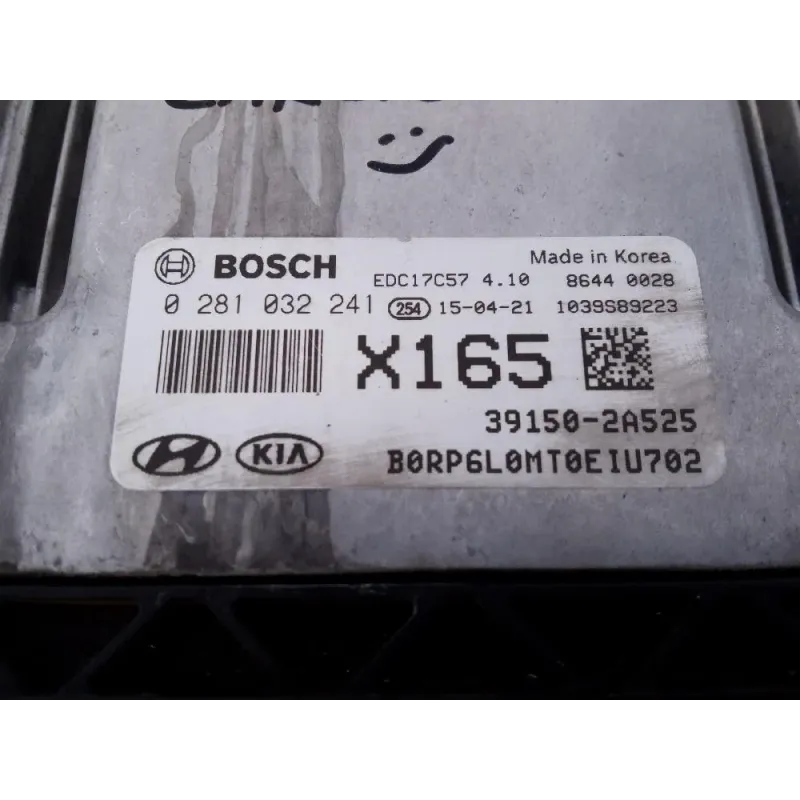 BOSCH
Made in Korea
EDC17C57 4.10 8644 0028
0 281 032 241 254 15-04-21 1039S89223
X165
39150-2A525
KIA B0RP6L0MT0EIU702